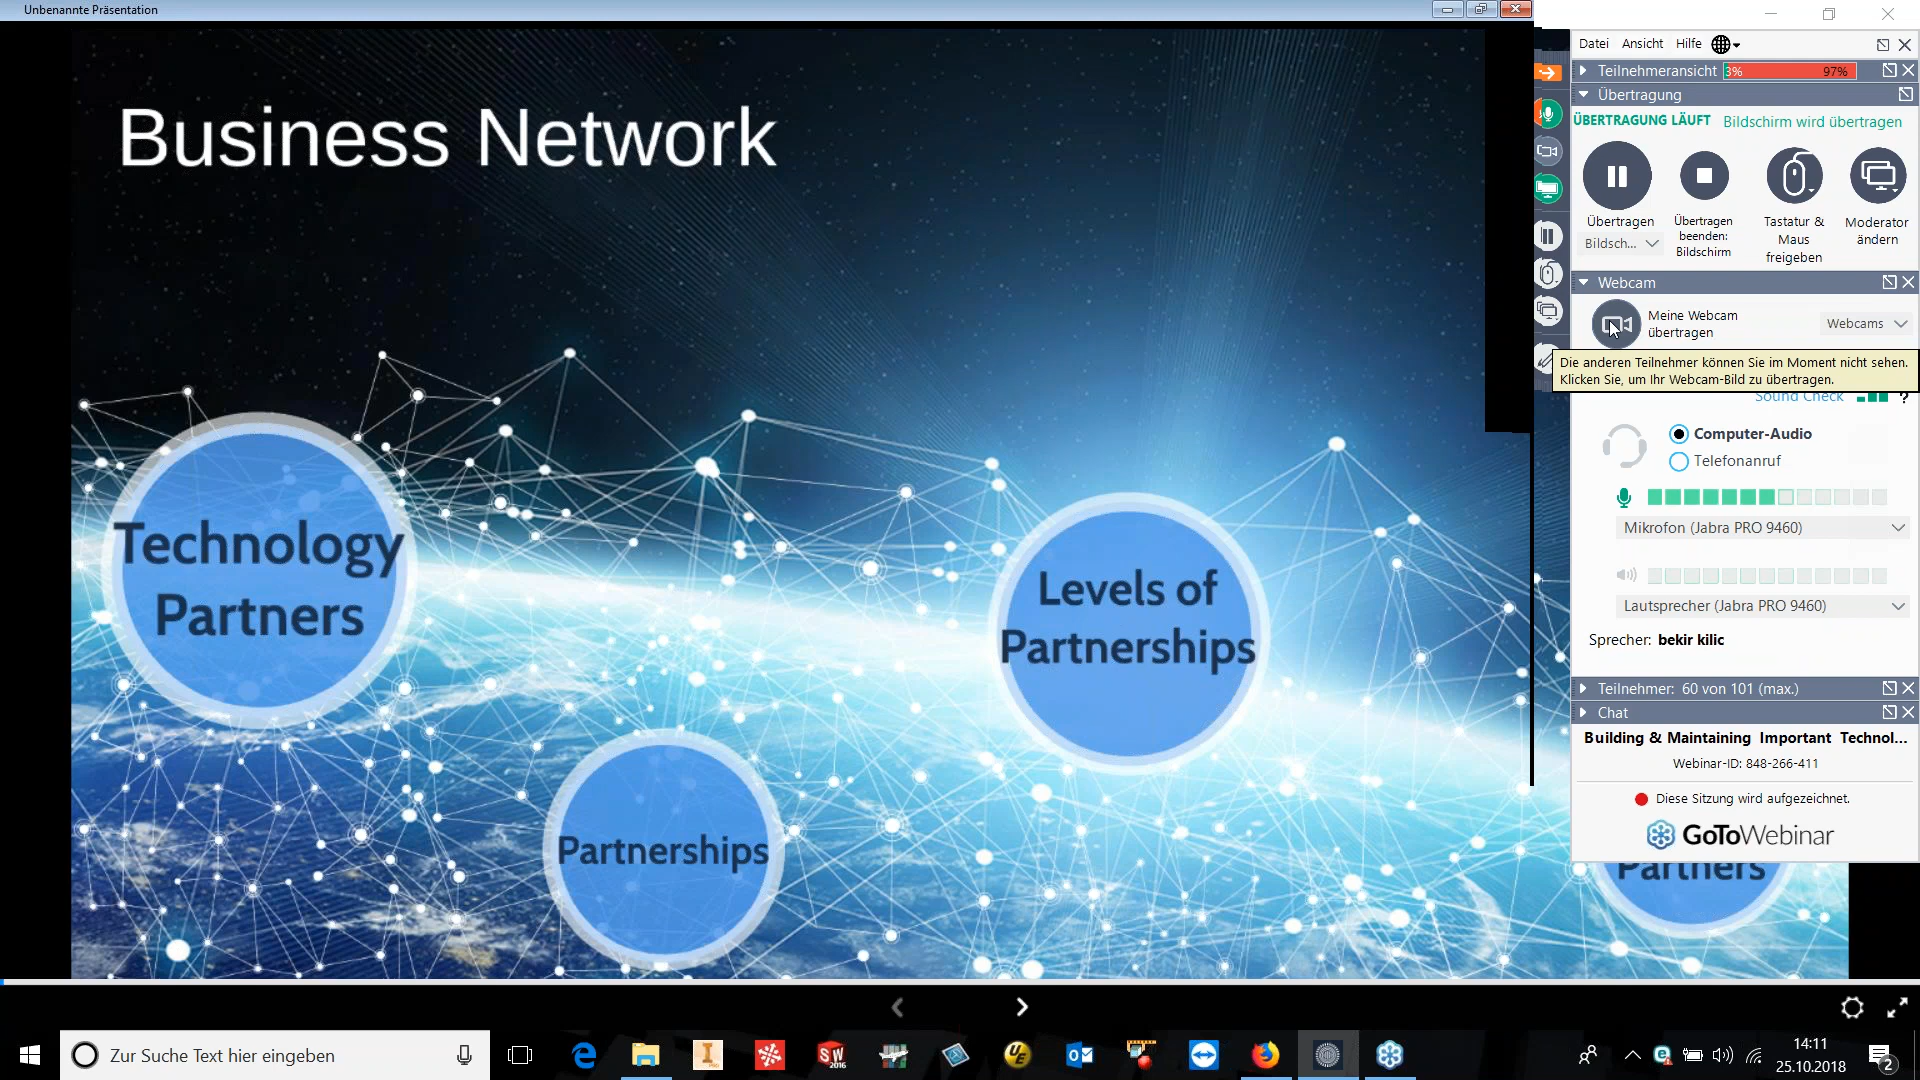 Unbenannte Präsentation
Business Network
Technology
Partners
Partnerships
Levels of
Partnerships
Partners
Datei Ansicht Hilfe
Teilnehmeransicht 3% 97%
Übertragung
ÜBERTRAGUNG LÄUFT Bildschirm wird übertragen
Übertragen
Bildsch...
Übertragen
beenden:
Bildschirm
Tastatur &
Maus
freigeben
Moderator
ändern
Webcam
Meine Webcam
übertragen
Webcams
Die anderen Teilnehmer können Sie im Moment nicht sehen.
Klicken Sie, um Ihr Webcam-Bild zu übertragen.
Sound Check ?
Computer-Audio
Telefonanruf
Mikrofon (Jabra PRO 9460)
Lautsprecher (Jabra PRO 9460)
Sprecher: bekir kilic
Teilnehmer: 60 von 101 (max.)
Chat
Building & Maintaining Important Technol...
Webinar-ID: 848-266-411
Diese Sitzung wird aufgezeichnet.
GoToWebinar
Zur Suche Text hier eingeben
I
PRO
SW
2016
UE
14:11
25.10.2018
2